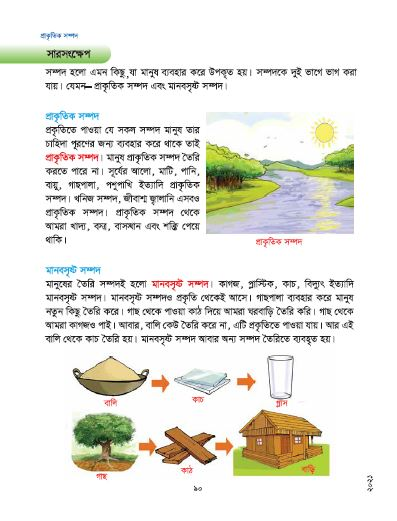 প্রাকৃতিক সম্পদ
সারসংক্ষেপ
সম্পদ হলো এমন কিছু যা মানুষ ব্যবহার করে উপকৃত হয়। সম্পদকে দুই ভাগে ভাগ করা
যায়। যেমন— প্রাকৃতিক সম্পদ এবং মানবসৃষ্ট সম্পদ।
প্রাকৃতিক সম্পদ
প্রকৃতিতে পাওয়া যে সকল সম্পদ মানুষ তার
চাহিদা পূরণের জন্য ব্যবহার করে থাকে তাই
প্রাকৃতিক সম্পদ। মানুষ প্রাকৃতিক সম্পদ তৈরি
করতে পারে না। সূর্যের আলো, মাটি, পানি,
বায়ু, গাছপালা, পশুপাখি ইত্যাদি প্রাকৃতিক
সম্পদ। খনিজ সম্পদ, জীবাশ্ম জ্বালানি এসবও
প্রাকৃতিক সম্পদ। প্রাকৃতিক সম্পদ থেকে
আমরা খাদ্য, বস্ত্র, বাসস্থান এবং শক্তি পেয়ে
থাকি।
প্রাকৃতিক সম্পদ
মানবসৃষ্ট সম্পদ
মানুষের তৈরি সম্পদই হলো মানবসৃষ্ট সম্পদ। কাগজ, প্লাস্টিক, কাচ, বিদ্যুৎ ইত্যাদি
মানবসৃষ্ট সম্পদ। মানবসৃষ্ট সম্পদও প্রকৃতি থেকেই আসে। গাছপালা ব্যবহার করে মানুষ
নতুন কিছু তৈরি করে। গাছ থেকে পাওয়া কাঠ দিয়ে আমরা ঘরবাড়ি তৈরি করি। গাছ থেকে
আমরা কাগজও পাই। আবার, বালি কেউ তৈরি করে না, এটি প্রকৃতিতে পাওয়া যায়। আর এই
বালি থেকে কাচ তৈরি হয়। মানবসৃষ্ট সম্পদ আবার অন্য সম্পদ তৈরিতে ব্যবহৃত হয়।
বালি
কাচ
গ্লাস
গাছ
কাঠ
বাড়ি
৯০
২০২১